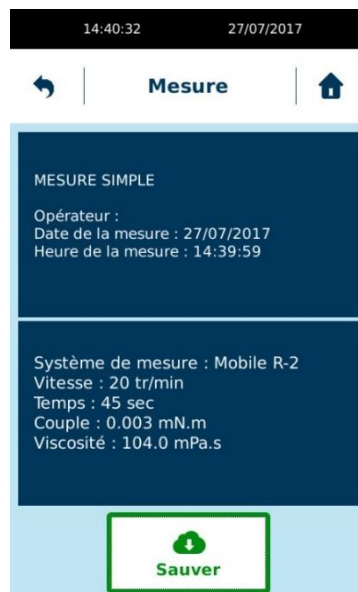 14:40:32 27/07/2017
Mesure
MESURE SIMPLE
Opérateur :
Date de la mesure : 27/07/2017
Heure de la mesure : 14:39:59
Système de mesure : Mobile R-2
Vitesse : 20 tr/min
Temps : 45 sec
Couple : 0.003 mN.m
Viscosité : 104.0 mPa.s
Sauver